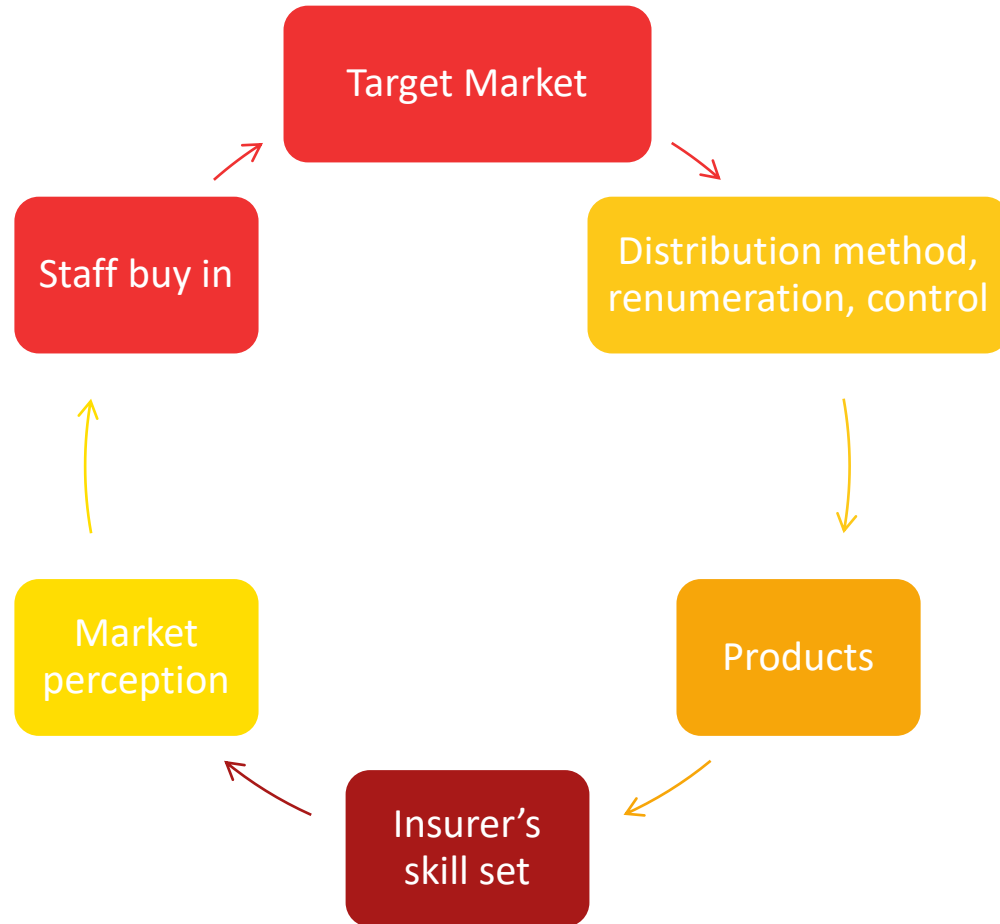 Target Market
Distribution method,
renumeration, control
Products
Insurer’s
skill set
Market
perception
Staff buy in